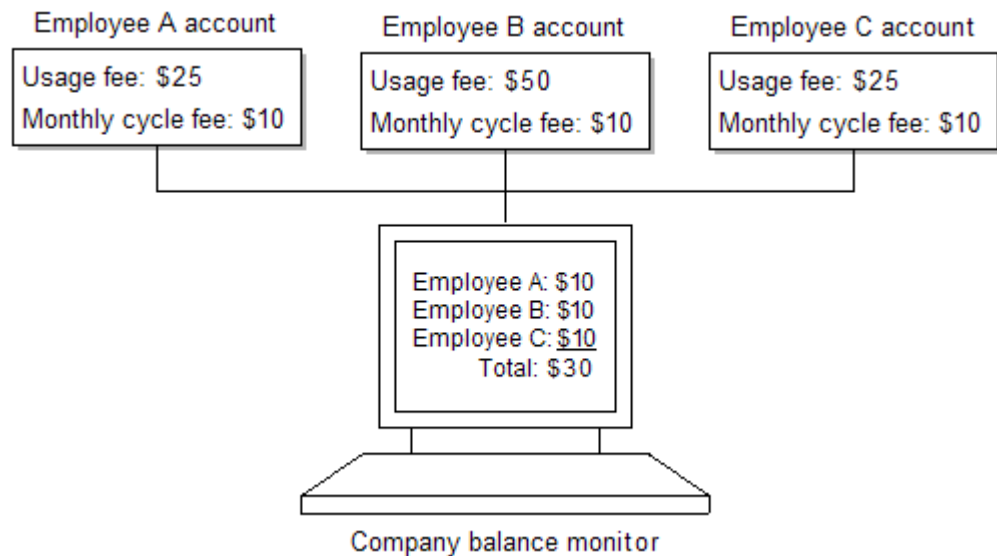 Employee A account
Usage fee: $25
Monthly cycle fee: $10
Employee B account
Usage fee: $50
Monthly cycle fee: $10
Employee C account
Usage fee: $25
Monthly cycle fee: $10
Employee A: $10
Employee B: $10
Employee C: $10
Total: $30
Company balance monitor